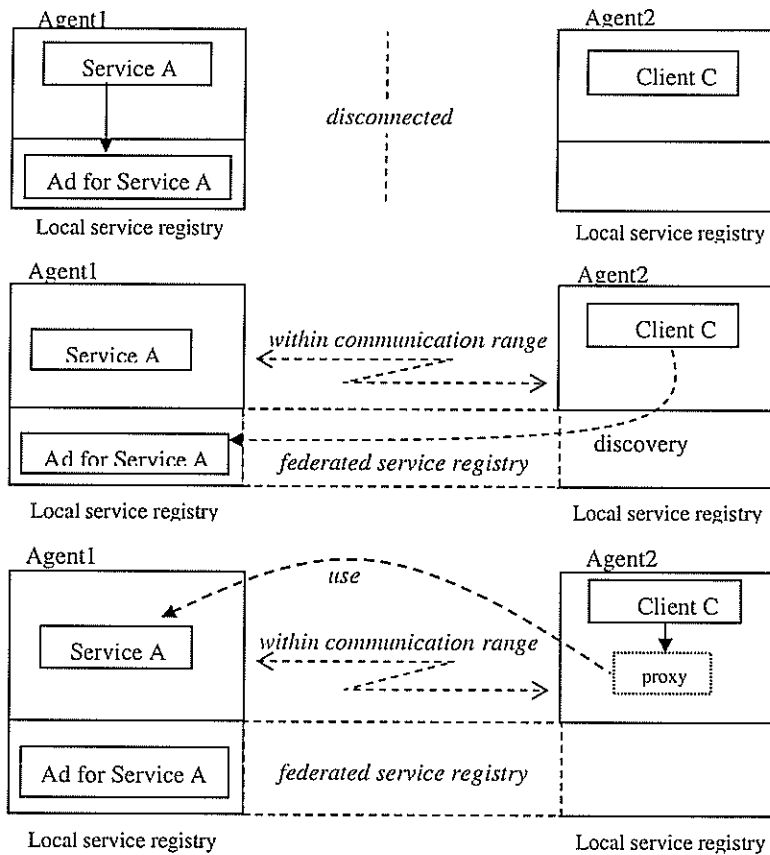 Agent1
Agent2
Service A
Client C
disconnected
Ad for Service A
Local service registry
Local service registry
Agent1
Agent2
within communication range
Client C
Service A
Ad for Service A
federated service registry
discovery
Local service registry
Local service registry
Agent1
Agent2
use
Client C
Service A
within communication range
proxy
Ad for Service A
federated service registry
Local service registry
Local service registry